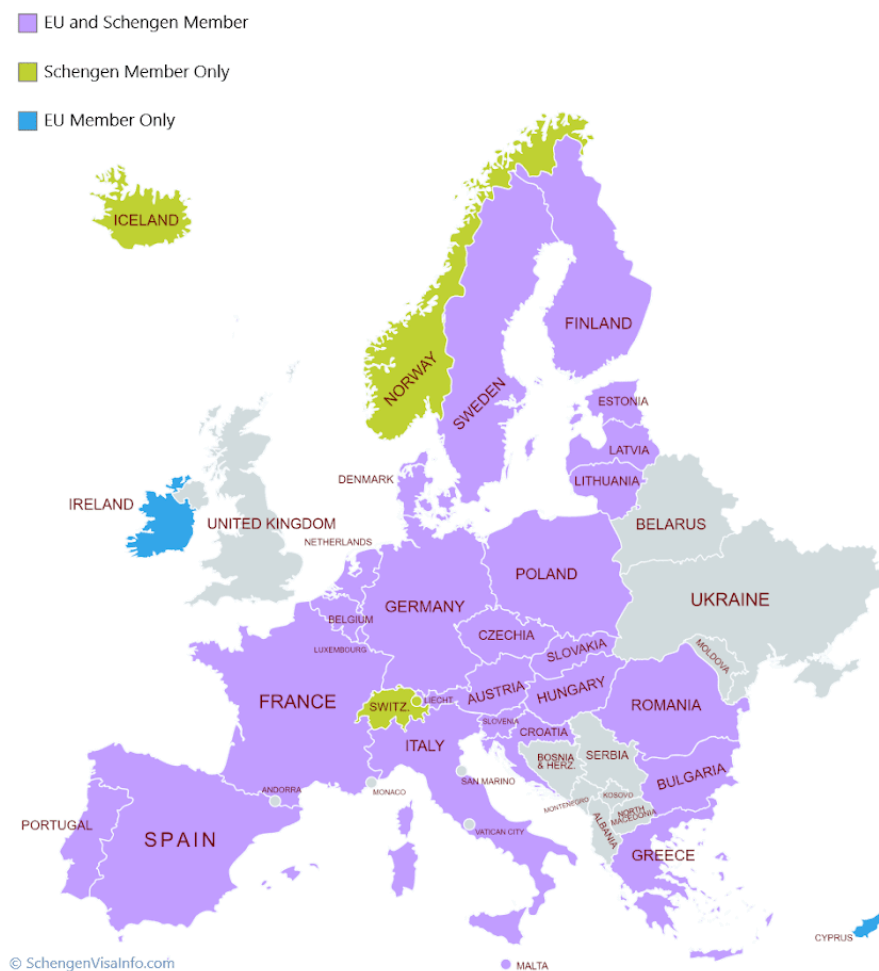 EU and Schengen Member
Schengen Member Only
EU Member Only
ICELAND
FINLAND
NORWAY
SWEDEN
ESTONIA
LATVIA
DENMARK
LITHUANIA
IRELAND
UNITED KINGDOM
BELARUS
NETHERLANDS
POLAND
UKRAINE
GERMANY
BELGIUM
CZECHIA
LUXEMBOURG
SLOVAKIA
MOLDOVA
AUSTRIA
HUNGARY
FRANCE
SWITZ.
LIECHT
ROMANIA
SLOVENIA
CROATIA
ITALY
BOSNIA
& HERZ.
SERBIA
BULGARIA
SAN MARINO
ANDORRA
MONACO
MONTENEGRO
KOSOVO
NORTH
MACEDONIA
ALBANIA
PORTUGAL
SPAIN
VATICAN CITY
GREECE
CYPRUS
MALTA
© SchengenVisaInfo.com